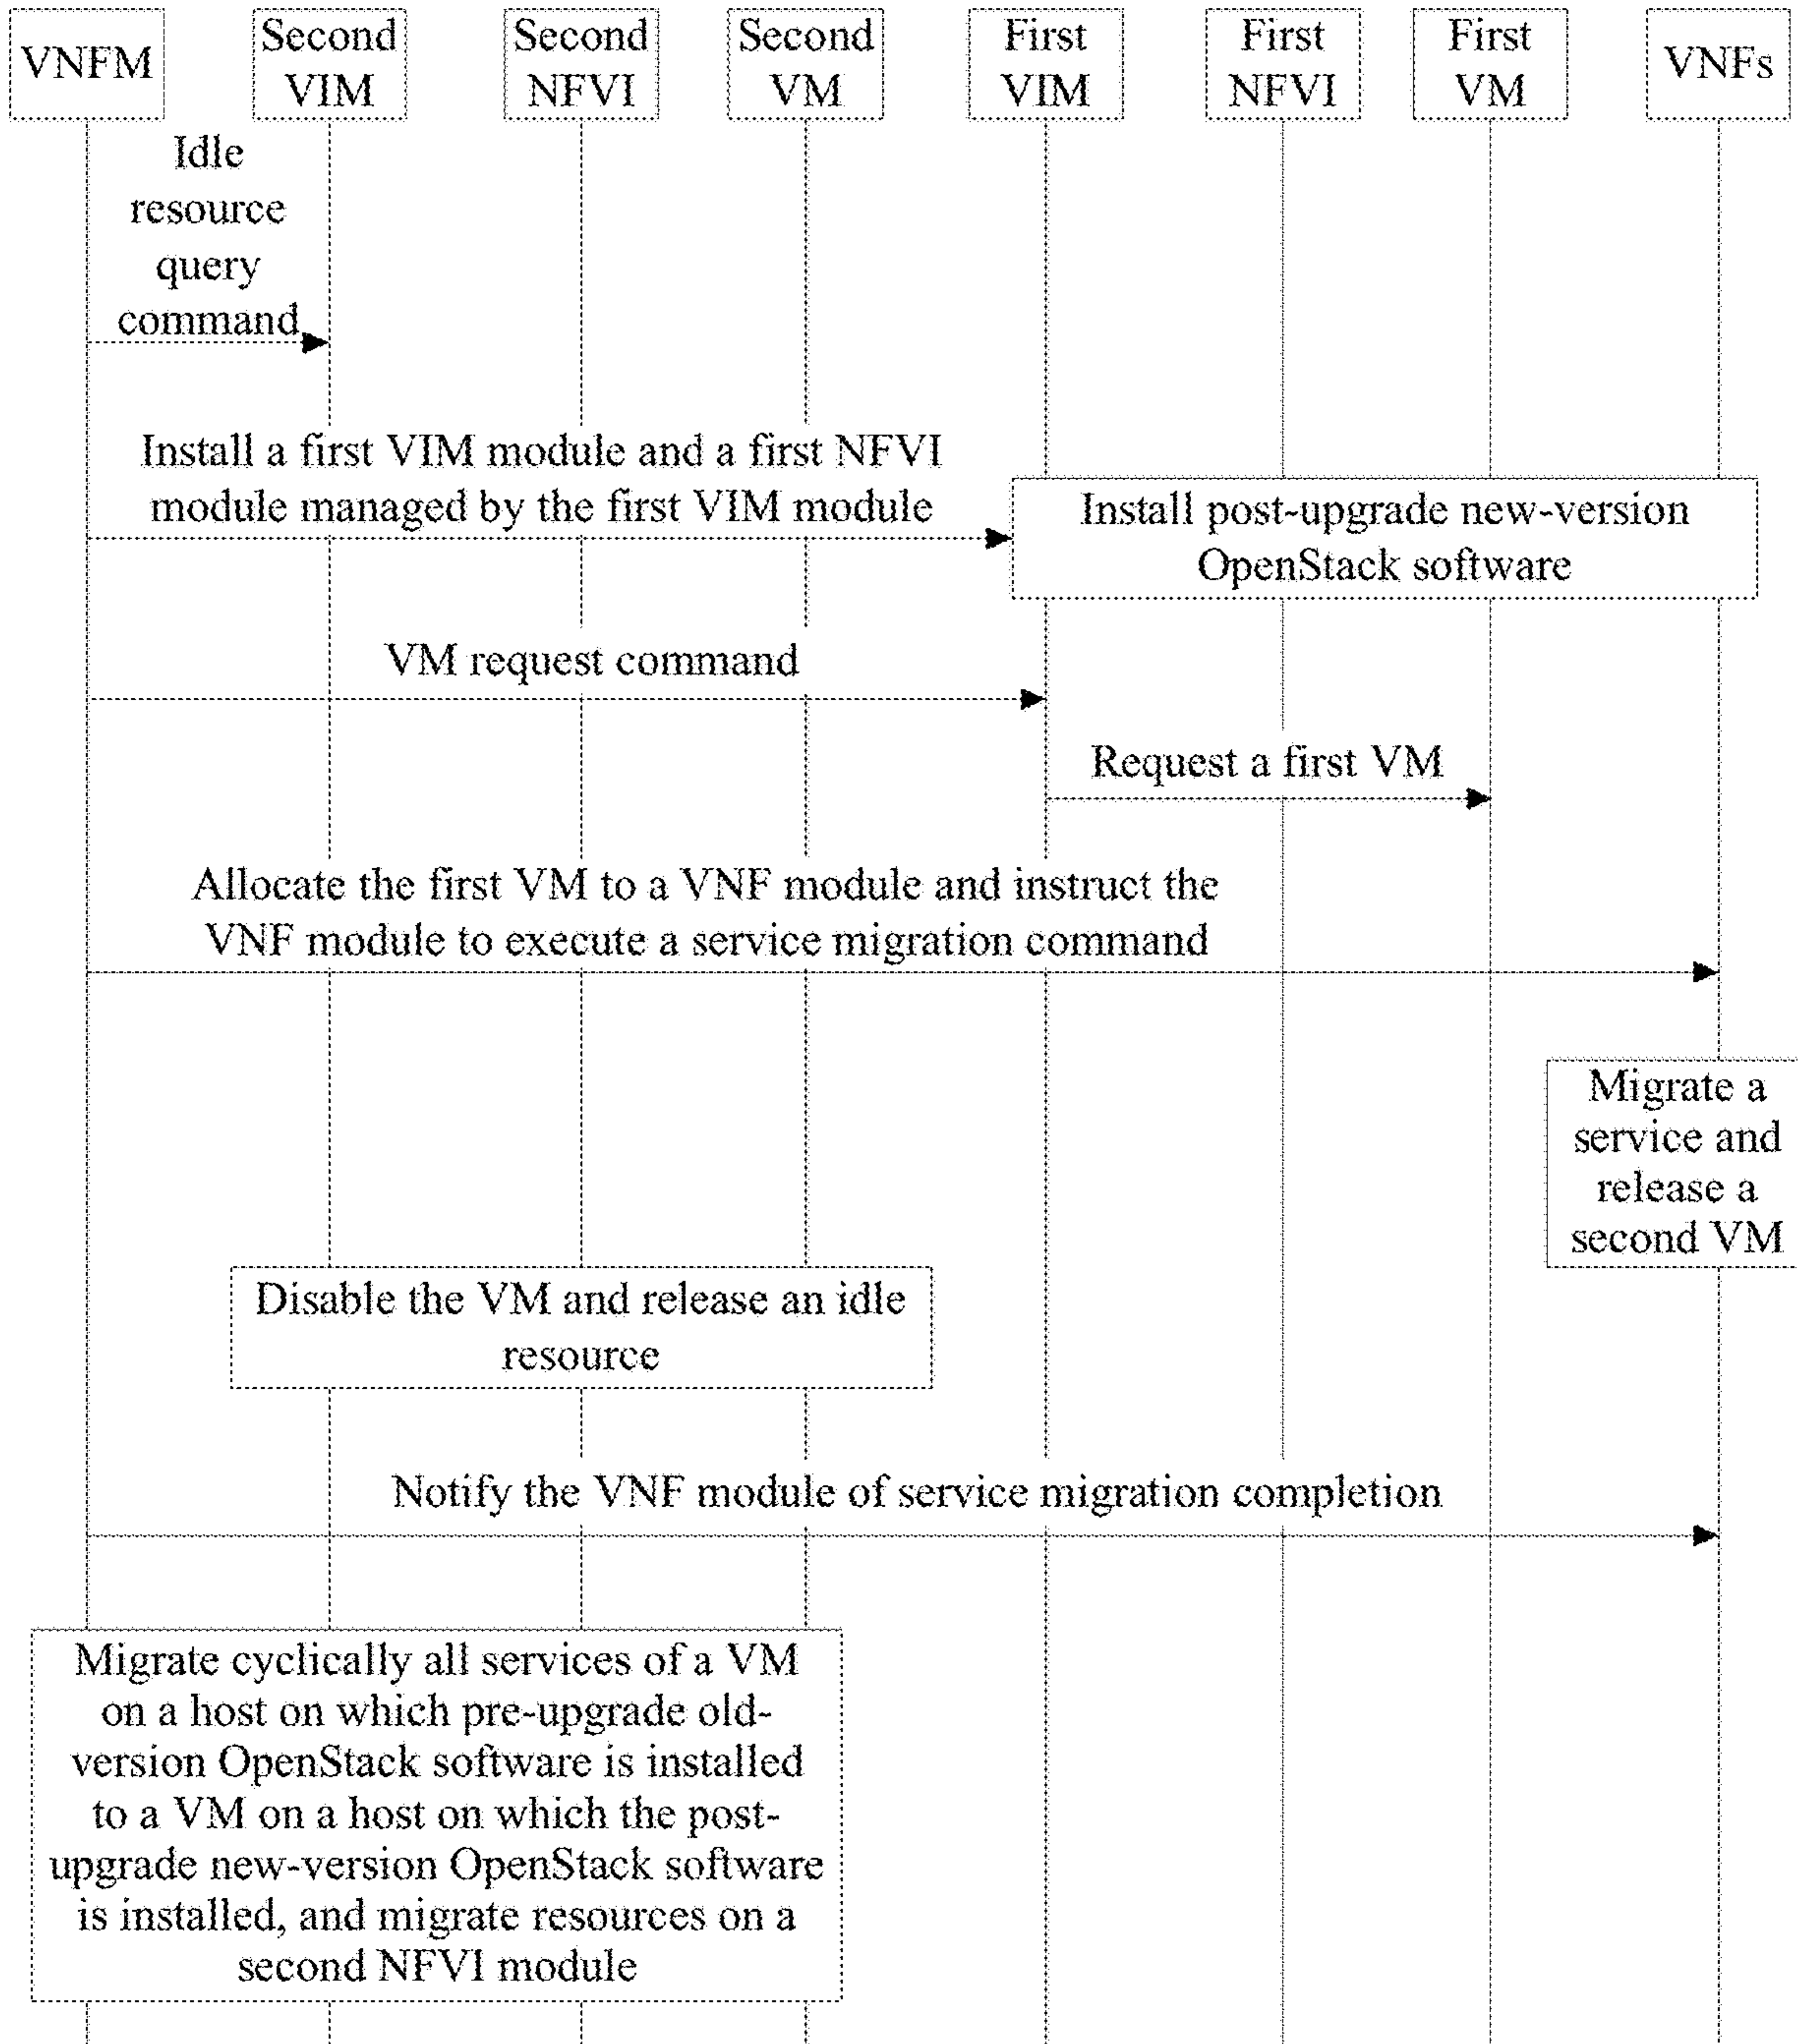 VNFM
Second
VIM
Second
NFVI
Second
VM
First
VIM
First
NFVI
First
VM
VNFs
Idle
resource
query
command
Install a first VIM module and a first NFVI
module managed by the first VIM module
Install post-upgrade new-version
OpenStack software
VM request command
Request a first VM
Allocate the first VM to a VNF module and instruct the
VNF module to execute a service migration command
Migrate a
service and
release a
second VM
Disable the VM and release an idle
resource
Notify the VNF module of service migration completion
Migrate cyclically all services of a VM
on a host on which pre-upgrade old-
version OpenStack software is installed
to a VM on a host on which the post-
upgrade new-version OpenStack software
is installed, and migrate resources on a
second NFVI module